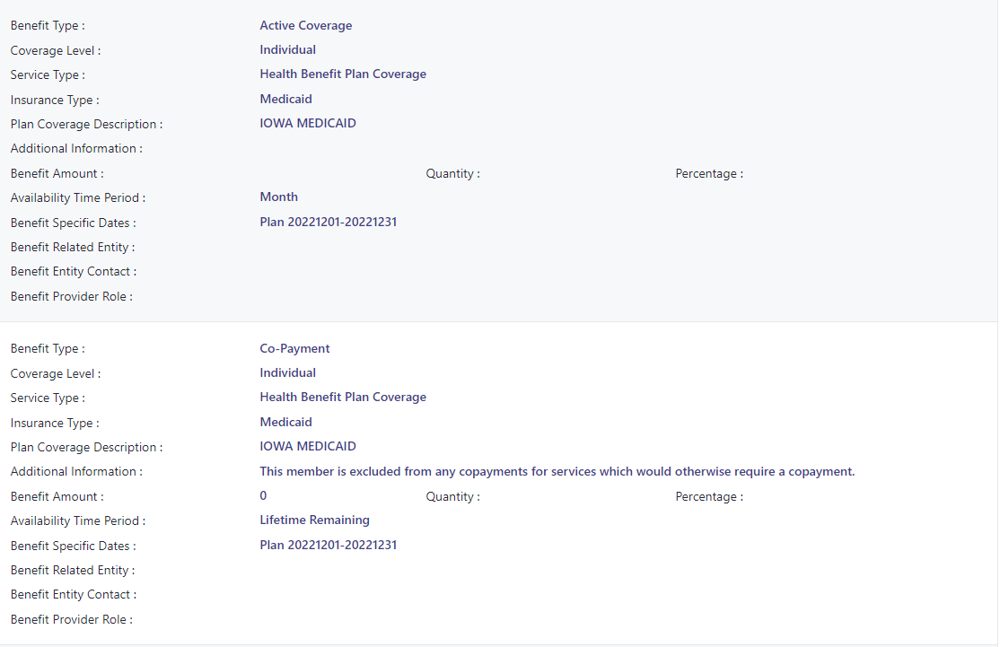 Benefit Type : Active Coverage
Coverage Level : Individual
Service Type : Health Benefit Plan Coverage
Insurance Type : Medicaid
Plan Coverage Description : IOWA MEDICAID
Additional Information :
Benefit Amount : Quantity : Percentage :
Availability Time Period : Month
Benefit Specific Dates : Plan 20221201-20221231
Benefit Related Entity :
Benefit Entity Contact :
Benefit Provider Role :
Benefit Type : Co-Payment
Coverage Level : Individual
Service Type : Health Benefit Plan Coverage
Insurance Type : Medicaid
Plan Coverage Description : IOWA MEDICAID
Additional Information : This member is excluded from any copayments for services which would otherwise require a copayment.
Benefit Amount : 0 Quantity : Percentage :
Availability Time Period : Lifetime Remaining
Benefit Specific Dates : Plan 20221201-20221231
Benefit Related Entity :
Benefit Entity Contact :
Benefit Provider Role :